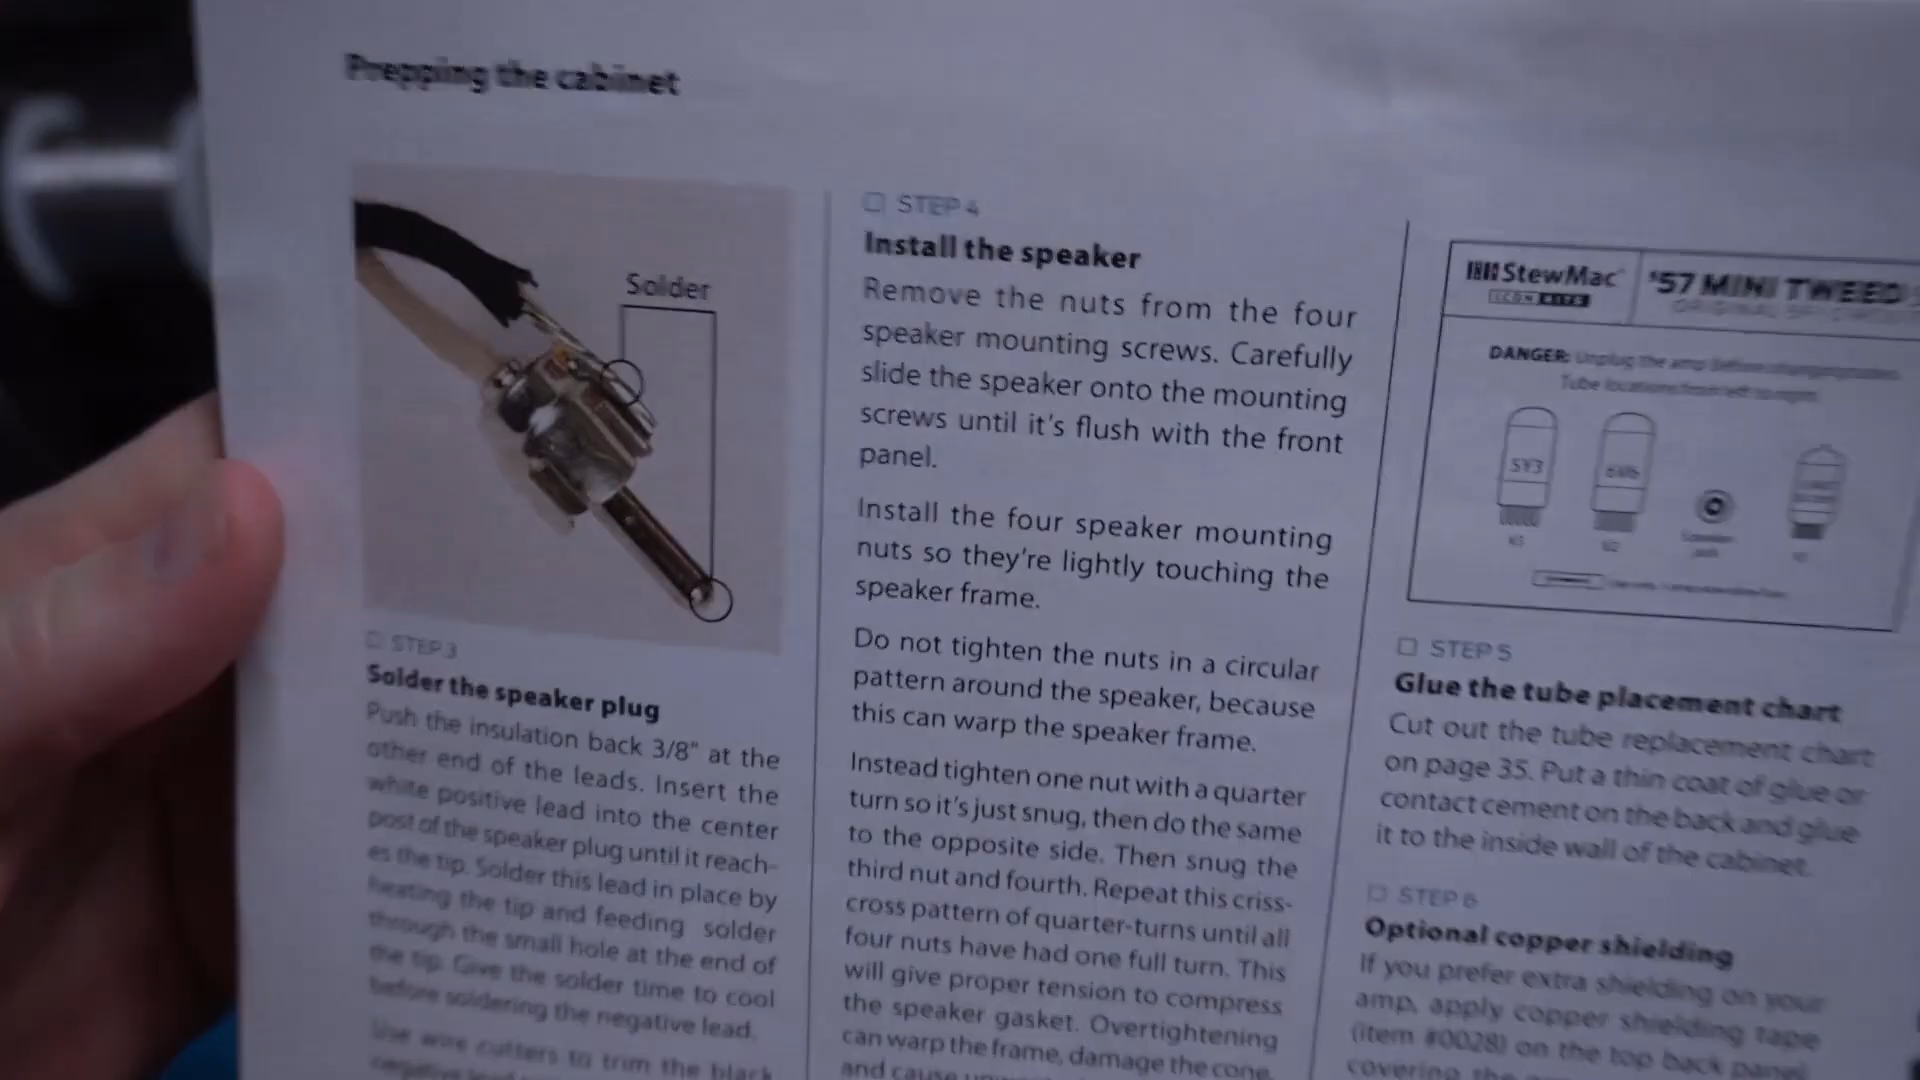 Prepping the cabinet
Solder
STEP 3
Solder the speaker plug
Push the insulation back 3/8" at the
other end of the leads. Insert the
white positive lead into the center
post of the speaker plug until it reach-
es the tip. Solder this lead in place by
heating the tip and feeding solder
through the small hole at the end of
the tip. Give the solder time to cool
before soldering the negative lead.
Use wire cutters to trim the black
negative lead
STEP 4
Install the speaker
Remove the nuts from the four
speaker mounting screws. Carefully
slide the speaker onto the mounting
screws until it's flush with the front
panel.
Install the four speaker mounting
nuts so they're lightly touching the
speaker frame.
Do not tighten the nuts in a circular
pattern around the speaker, because
this can warp the speaker frame.
Instead tighten one nut with a quarter
turn so it's just snug, then do the same
to the opposite side. Then snug the
third nut and fourth. Repeat this criss-
cross pattern of quarter-turns until all
four nuts have had one full turn. This
will give proper tension to compress
the speaker gasket. Overtightening
can warp the frame, damage the cone,
and cause
StewMac
ICON KITS
'57 MINI TWEED
DANGER: Unplug the amp before changing tubes.
Tube locations from left to right.
5Y3
6V6
STEP 5
Glue the tube placement chart
Cut out the tube replacement chart
on page 35. Put a thin coat of glue or
contact cement on the back and glue
it to the inside wall of the cabinet.
STEP 6
Optional copper shielding
If you prefer extra shielding on your
amp, apply copper shielding tape
(item #0028) on the top back panel,
covering the